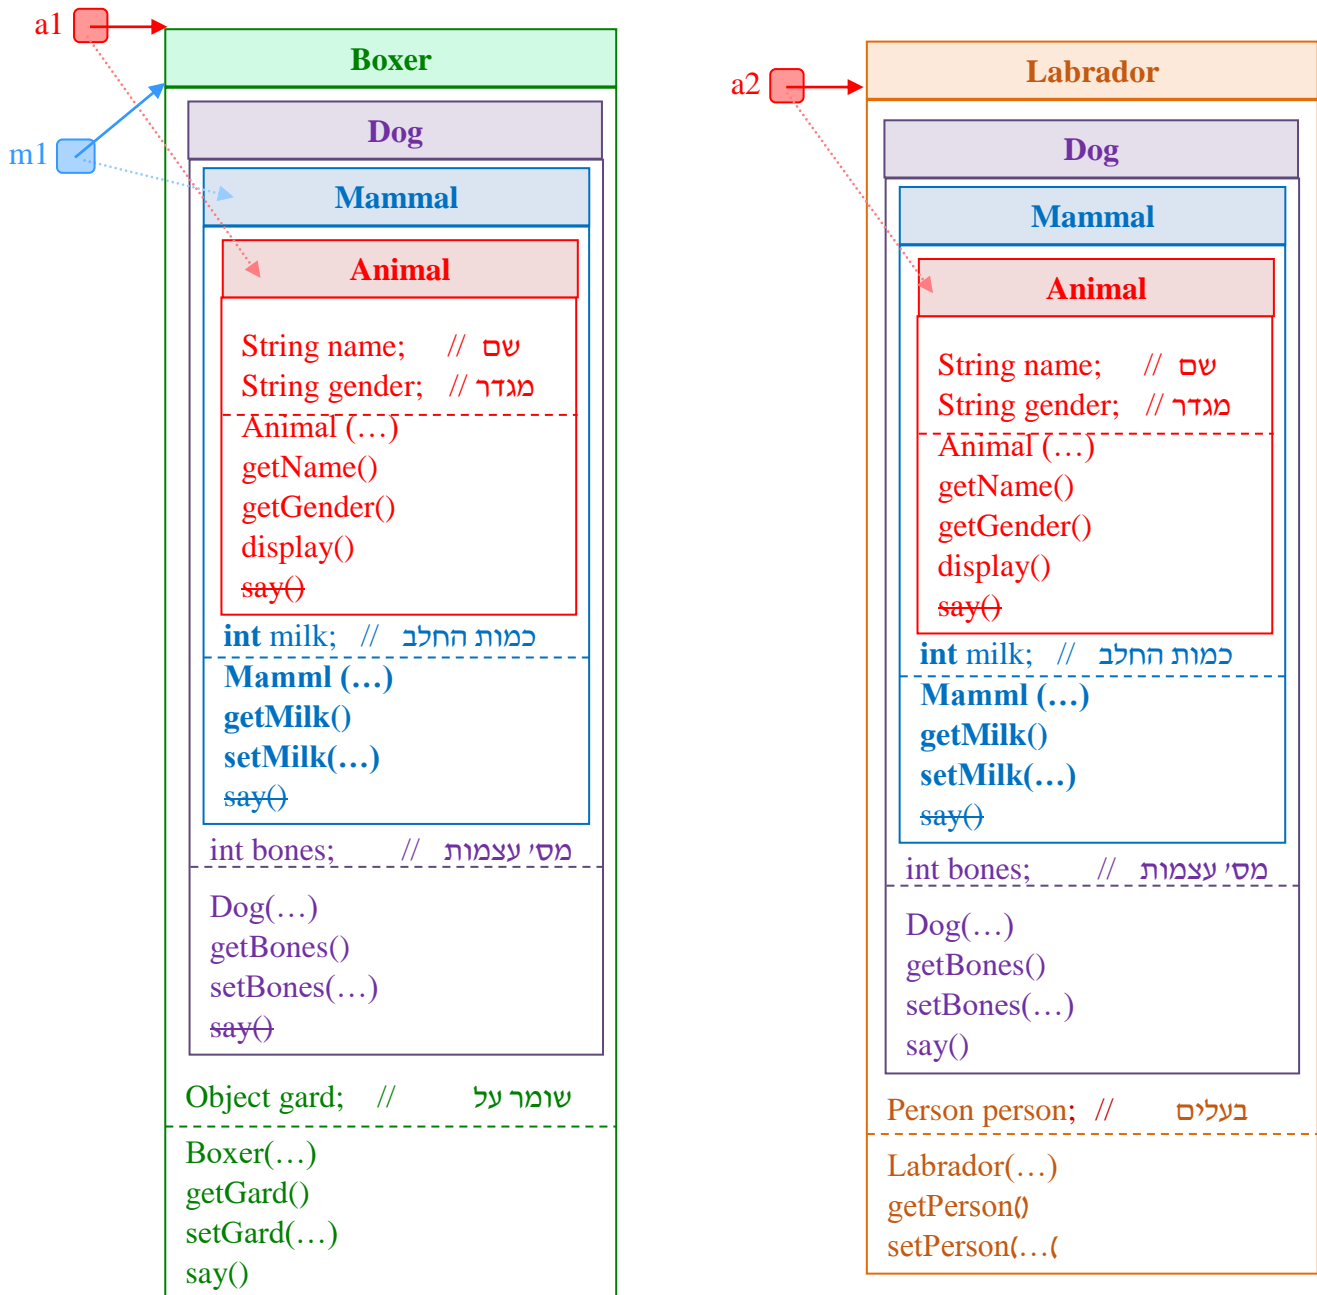 a1
Boxer
m1
Dog
Mammal
Animal
String name; // שם
String gender; // מגדר
Animal (…)
getName()
getGender()
display()
say()
int milk; // כמות החלב
Mamml (…)
getMilk()
setMilk(…)
say()
int bones; // מס' עצמות
Dog(…)
getBones()
setBones(…)
say()
Object gard; // שומר על
Boxer(…)
getGard()
setGard(…)
say()
a2
Labrador
Dog
Mammal
Animal
String name; // שם
String gender; // מגדר
Animal (…)
getName()
getGender()
display()
say()
int milk; // כמות החלב
Mamml (…)
getMilk()
setMilk(…)
say()
int bones; // מס' עצמות
Dog(…)
getBones()
setBones(…)
say()
Person person; // בעלים
Labrador(…)
getPerson()
setPerson(…(